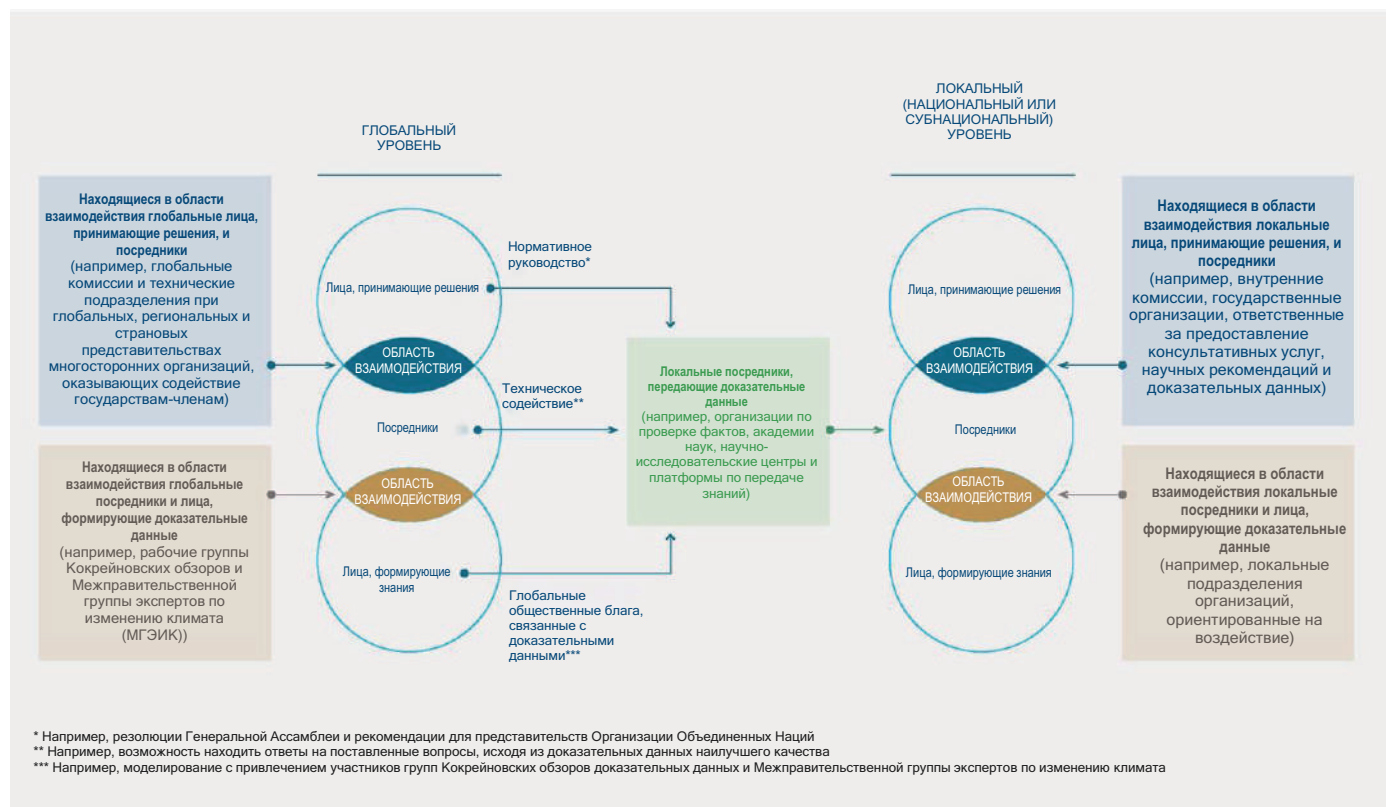 ГЛОБАЛЬНЫЙ
УРОВЕНЬ
ЛОКАЛЬНЫЙ
(НАЦИОНАЛЬНЫЙ ИЛИ
СУБНАЦИОНАЛЬНЫЙ)
УРОВЕНЬ
Находящиеся в области
взаимодействия глобальные лица,
принимающие решения, и
посредники
(например, глобальные
комиссии и технические
подразделения при
глобальных, региональных и
страновых
представительствах
многосторонних организаций,
оказывающих содействие
государствам-членам)
Находящиеся в области
взаимодействия глобальные
посредники и лица,
формирующие доказательные
данные
(например, рабочие группы
Кокрейновских обзоров и
Межправительственной
группы экспертов по
изменению климата
(МГЭИК))
Лица, принимающие решения
ОБЛАСТЬ
ВЗАИМОДЕЙСТВИЯ
Посредники
ОБЛАСТЬ
ВЗАИМОДЕЙСТВИЯ
Лица, формирующие
знания
Нормативное
руководство*
Техническое
содействие**
Глобальные
общественные блага,
связанные с
доказательными
данными***
Локальные посредники,
передающие доказательные
данные
(например, организации по
проверке фактов, академии
наук, научно-
исследовательские центры и
платформы по передаче
знаний)
Лица, принимающие решения
ОБЛАСТЬ
ВЗАИМОДЕЙСТВИЯ
Посредники
ОБЛАСТЬ
ВЗАИМОДЕЙСТВИЯ
Лица, формирующие знания
Находящиеся в области
взаимодействия локальные
лица, принимающие решения, и
посредники
(например, внутренние
комиссии, государственные
организации, ответственные
за предоставление
консультативных услуг,
научных рекомендаций и
доказательных данных)
Находящиеся в области
взаимодействия локальные
посредники и лица,
формирующие доказательные
данные
(например, локальные
подразделения
организаций,
ориентированные на
воздействие)
* Например, резолюции Генеральной Ассамблеи и рекомендации для представительств Организации Объединенных Наций
** Например, возможность находить ответы на поставленные вопросы, исходя из доказательных данных наилучшего качества
*** Например, моделирование с привлечением участников групп Кокрейновских обзоров доказательных данных и Межправительственной группы экспертов по изменению климата